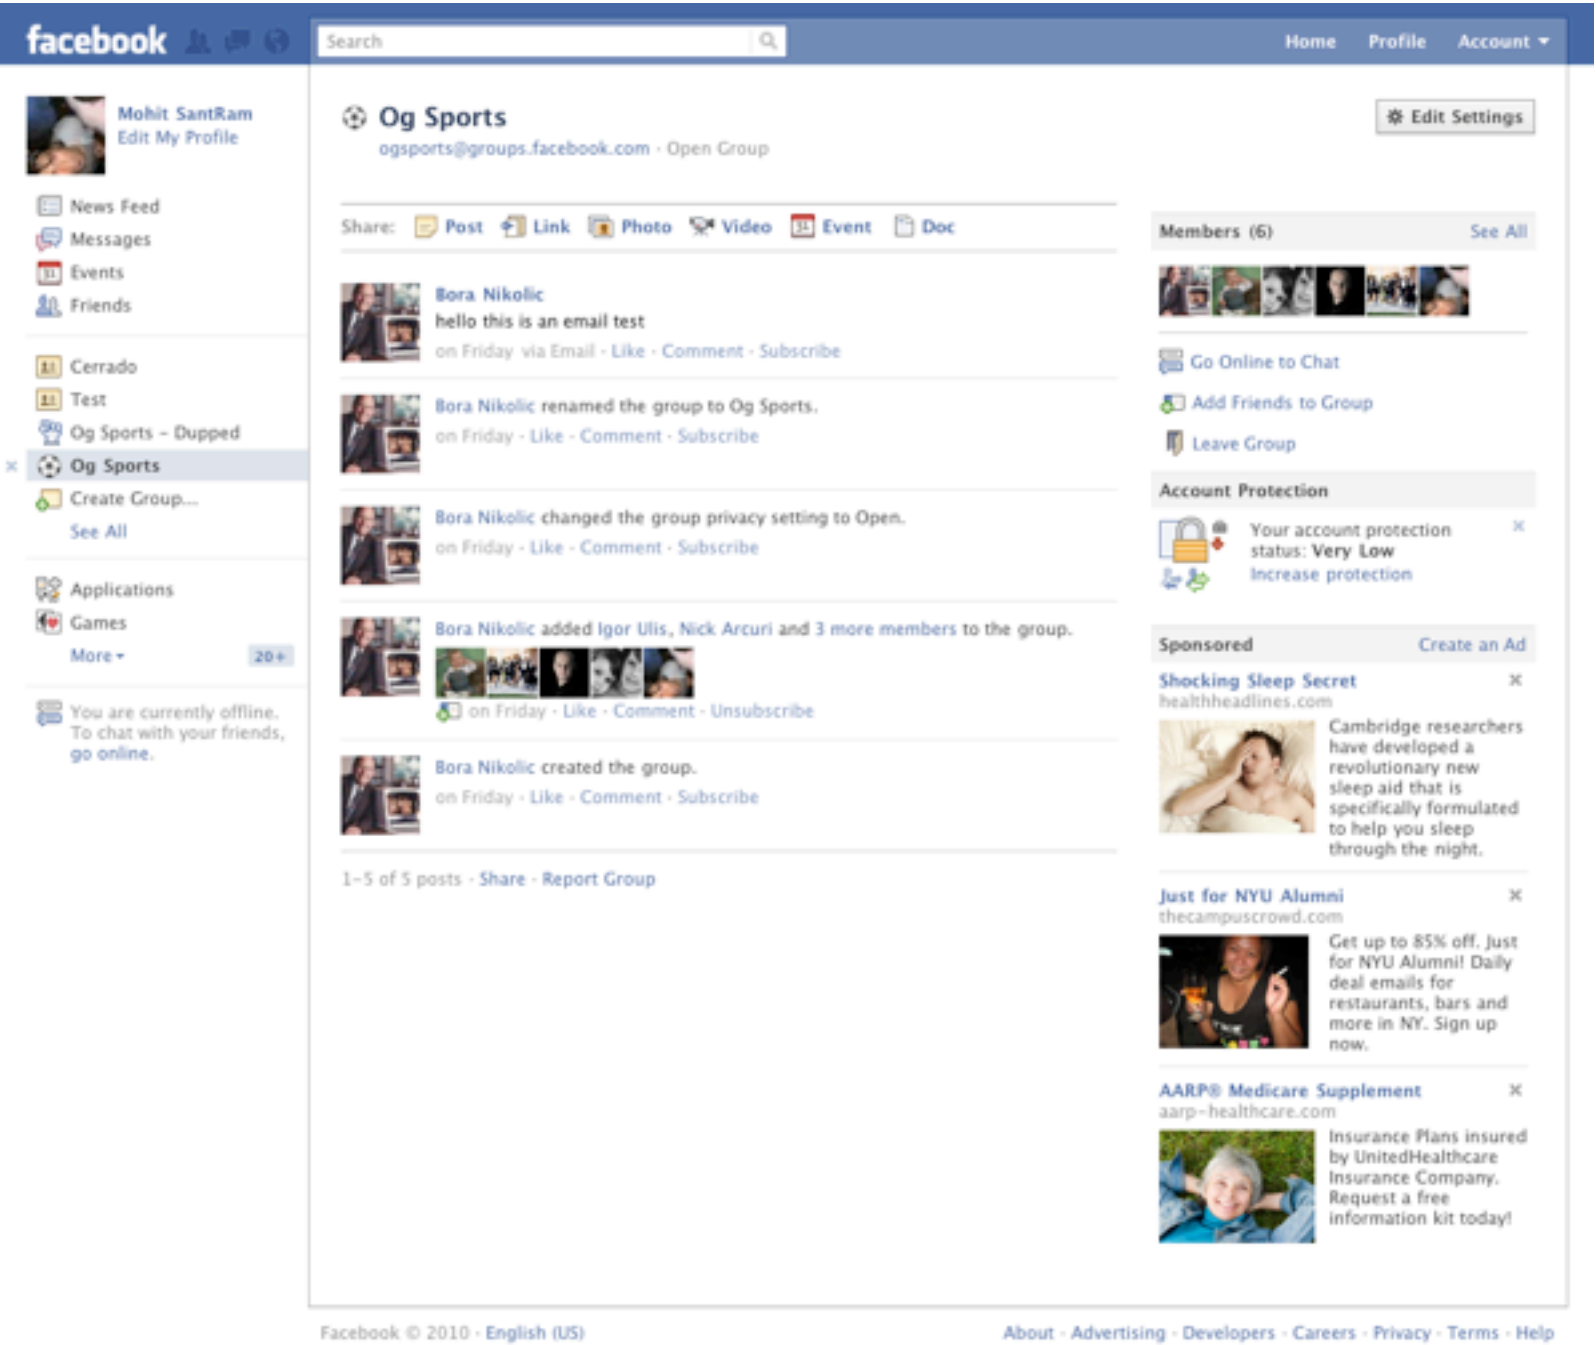 facebook
Search
Home Profile Account
Mohit SantRam
Edit My Profile
News Feed
Messages
Events
Friends
Cerrado
Test
Og Sports – Dupped
Og Sports
Create Group...
See All
Applications
Games
More 20+
You are currently offline.
To chat with your friends,
go online.
Og Sports
ogsports@groups.facebook.com · Open Group
Edit Settings
Share: Post Link Photo Video Event Doc
Bora Nikolic
hello this is an email test
on Friday via Email · Like · Comment · Subscribe
Bora Nikolic renamed the group to Og Sports.
on Friday · Like · Comment · Subscribe
Bora Nikolic changed the group privacy setting to Open.
on Friday · Like · Comment · Subscribe
Bora Nikolic added Igor Ulis, Nick Arcuri and 3 more members to the group.
on Friday · Like · Comment · Unsubscribe
Bora Nikolic created the group.
on Friday · Like · Comment · Subscribe
1–5 of 5 posts · Share · Report Group
Members (6) See All
Go Online to Chat
Add Friends to Group
Leave Group
Account Protection
Your account protection
status: Very Low
Increase protection
Sponsored Create an Ad
Shocking Sleep Secret
healthheadlines.com
Cambridge researchers
have developed a
revolutionary new
sleep aid that is
specifically formulated
to help you sleep
through the night.
Just for NYU Alumni
thecampuscrowd.com
Get up to 85% off. Just
for NYU Alumni! Daily
deal emails for
restaurants, bars and
more in NY. Sign up
now.
AARP® Medicare Supplement
aarp-healthcare.com
Insurance Plans insured
by UnitedHealthcare
Insurance Company.
Request a free
information kit today!
Facebook © 2010 · English (US)
About · Advertising · Developers · Careers · Privacy · Terms · Help